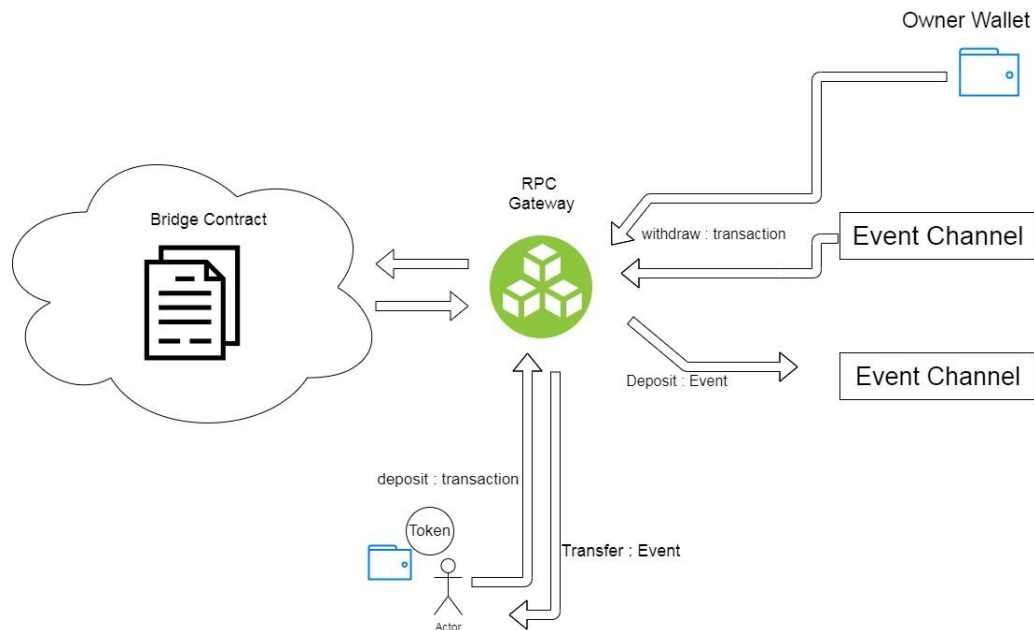 Owner Wallet
RPC
Gateway
Bridge Contract
withdraw : transaction
Event Channel
Event Channel
Deposit : Event
deposit : transaction
Token
Transfer : Event
Actor